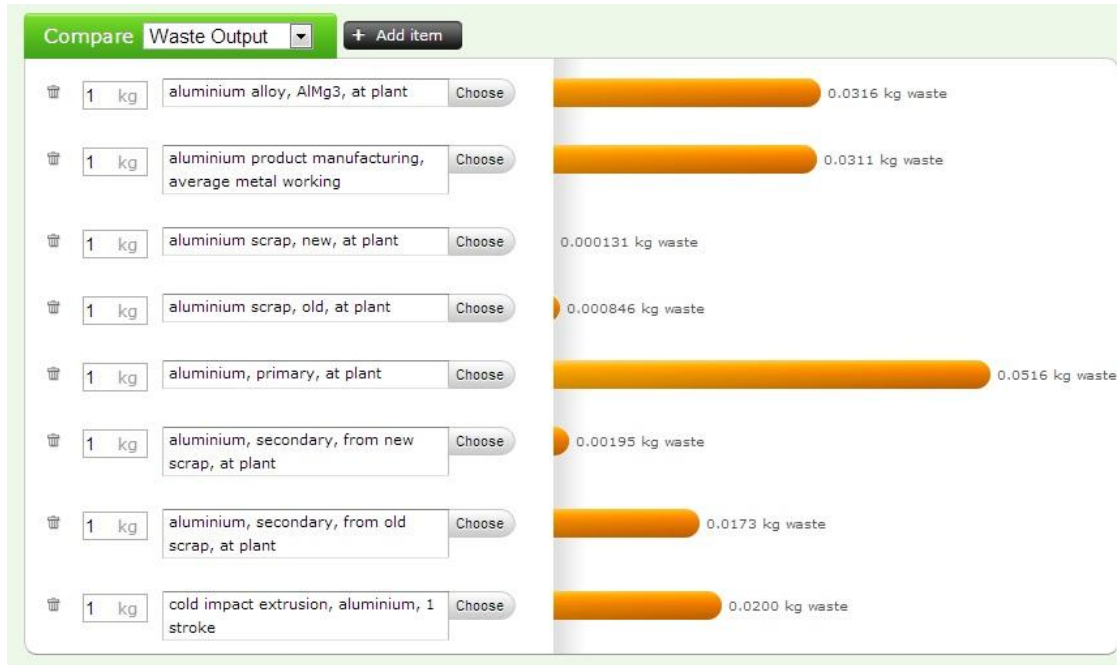 Compare Waste Output + Add item
1 kg aluminium alloy, AlMg3, at plant Choose 0.0316 kg waste
1 kg aluminium product manufacturing, Choose 0.0311 kg waste
average metal working
1 kg aluminium scrap, new, at plant Choose 0.000131 kg waste
1 kg aluminium scrap, old, at plant Choose 0.000846 kg waste
1 kg aluminium, primary, at plant Choose 0.0516 kg waste
1 kg aluminium, secondary, from new Choose 0.00195 kg waste
scrap, at plant
1 kg aluminium, secondary, from old Choose 0.0173 kg waste
scrap, at plant
1 kg cold impact extrusion, aluminium, 1 Choose 0.0200 kg waste
stroke